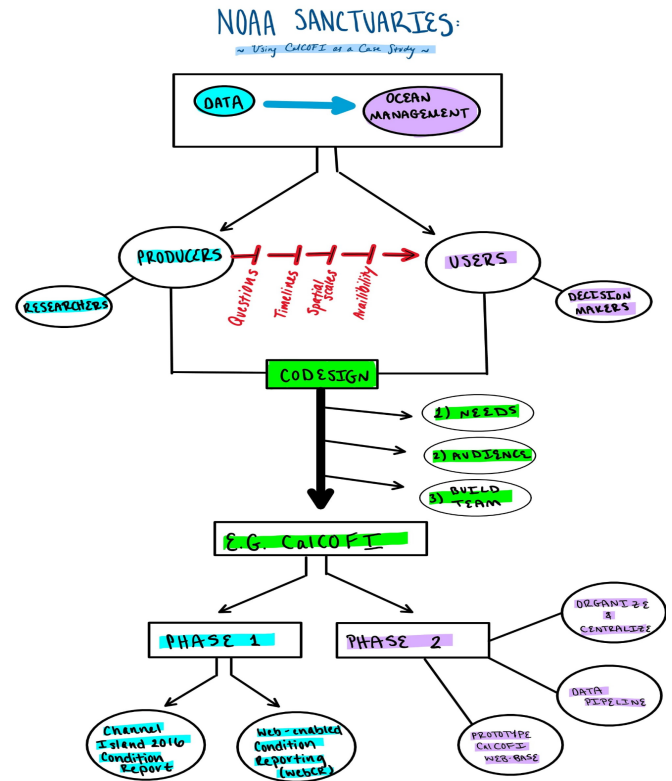 NOAA SANCTUARIES:
~ Using CalCOFI as a Case Study ~
DATA
OCEAN
MANAGEMENT
PRODUCERS
USERS
RESEARCHERS
Questions
Timelines
Spatial
scales
Availibility
DECISION
MAKERS
CODESIGN
1) NEEDS
2) AUDIENCE
3) BUILD
TEAM
E.G. CalCOFI
PHASE 1
PHASE 2
ORGANIZE
&
CENTRALIZE
DATA
PIPELINE
PROTOTYPE
CalCOFI
WEB-BASE
Channel
Island 2016
Condition
Report
Web-enabled
Condition
Reporting
(WebCR)